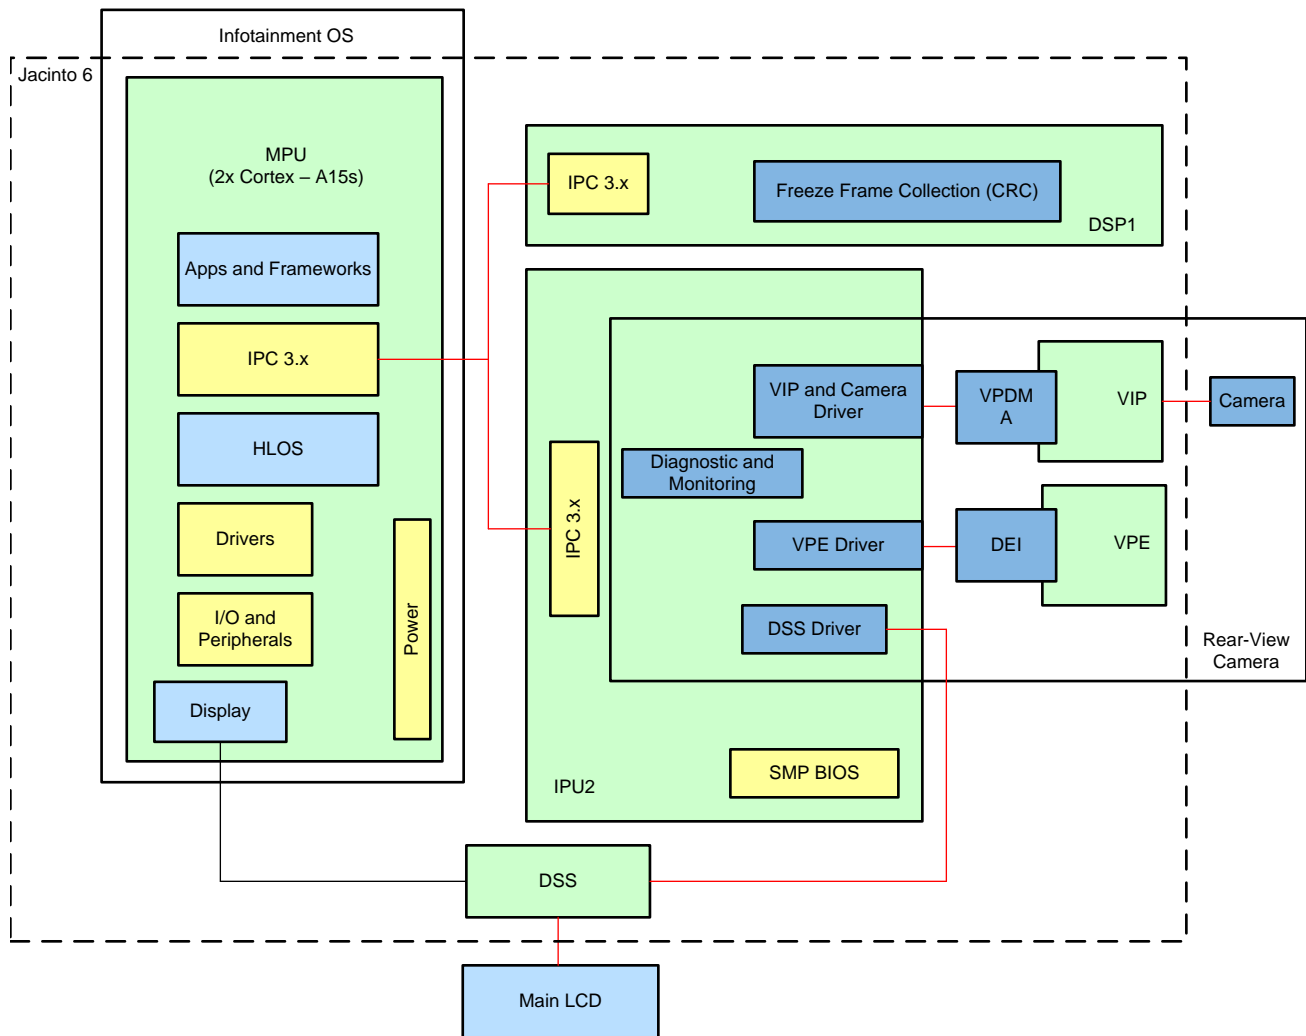 Infotainment OS
Jacinto 6
MPU
(2x Cortex – A15s)
Apps and Frameworks
IPC 3.x
HLOS
Drivers
I/O and
Peripherals
Power
Display
IPC 3.x
Freeze Frame Collection (CRC)
DSP1
IPC 3.x
VIP and Camera
Driver
Diagnostic and
Monitoring
VPE Driver
DSS Driver
SMP BIOS
IPU2
VPDM
A
VIP
Camera
DEI
VPE
Rear-View
Camera
DSS
Main LCD